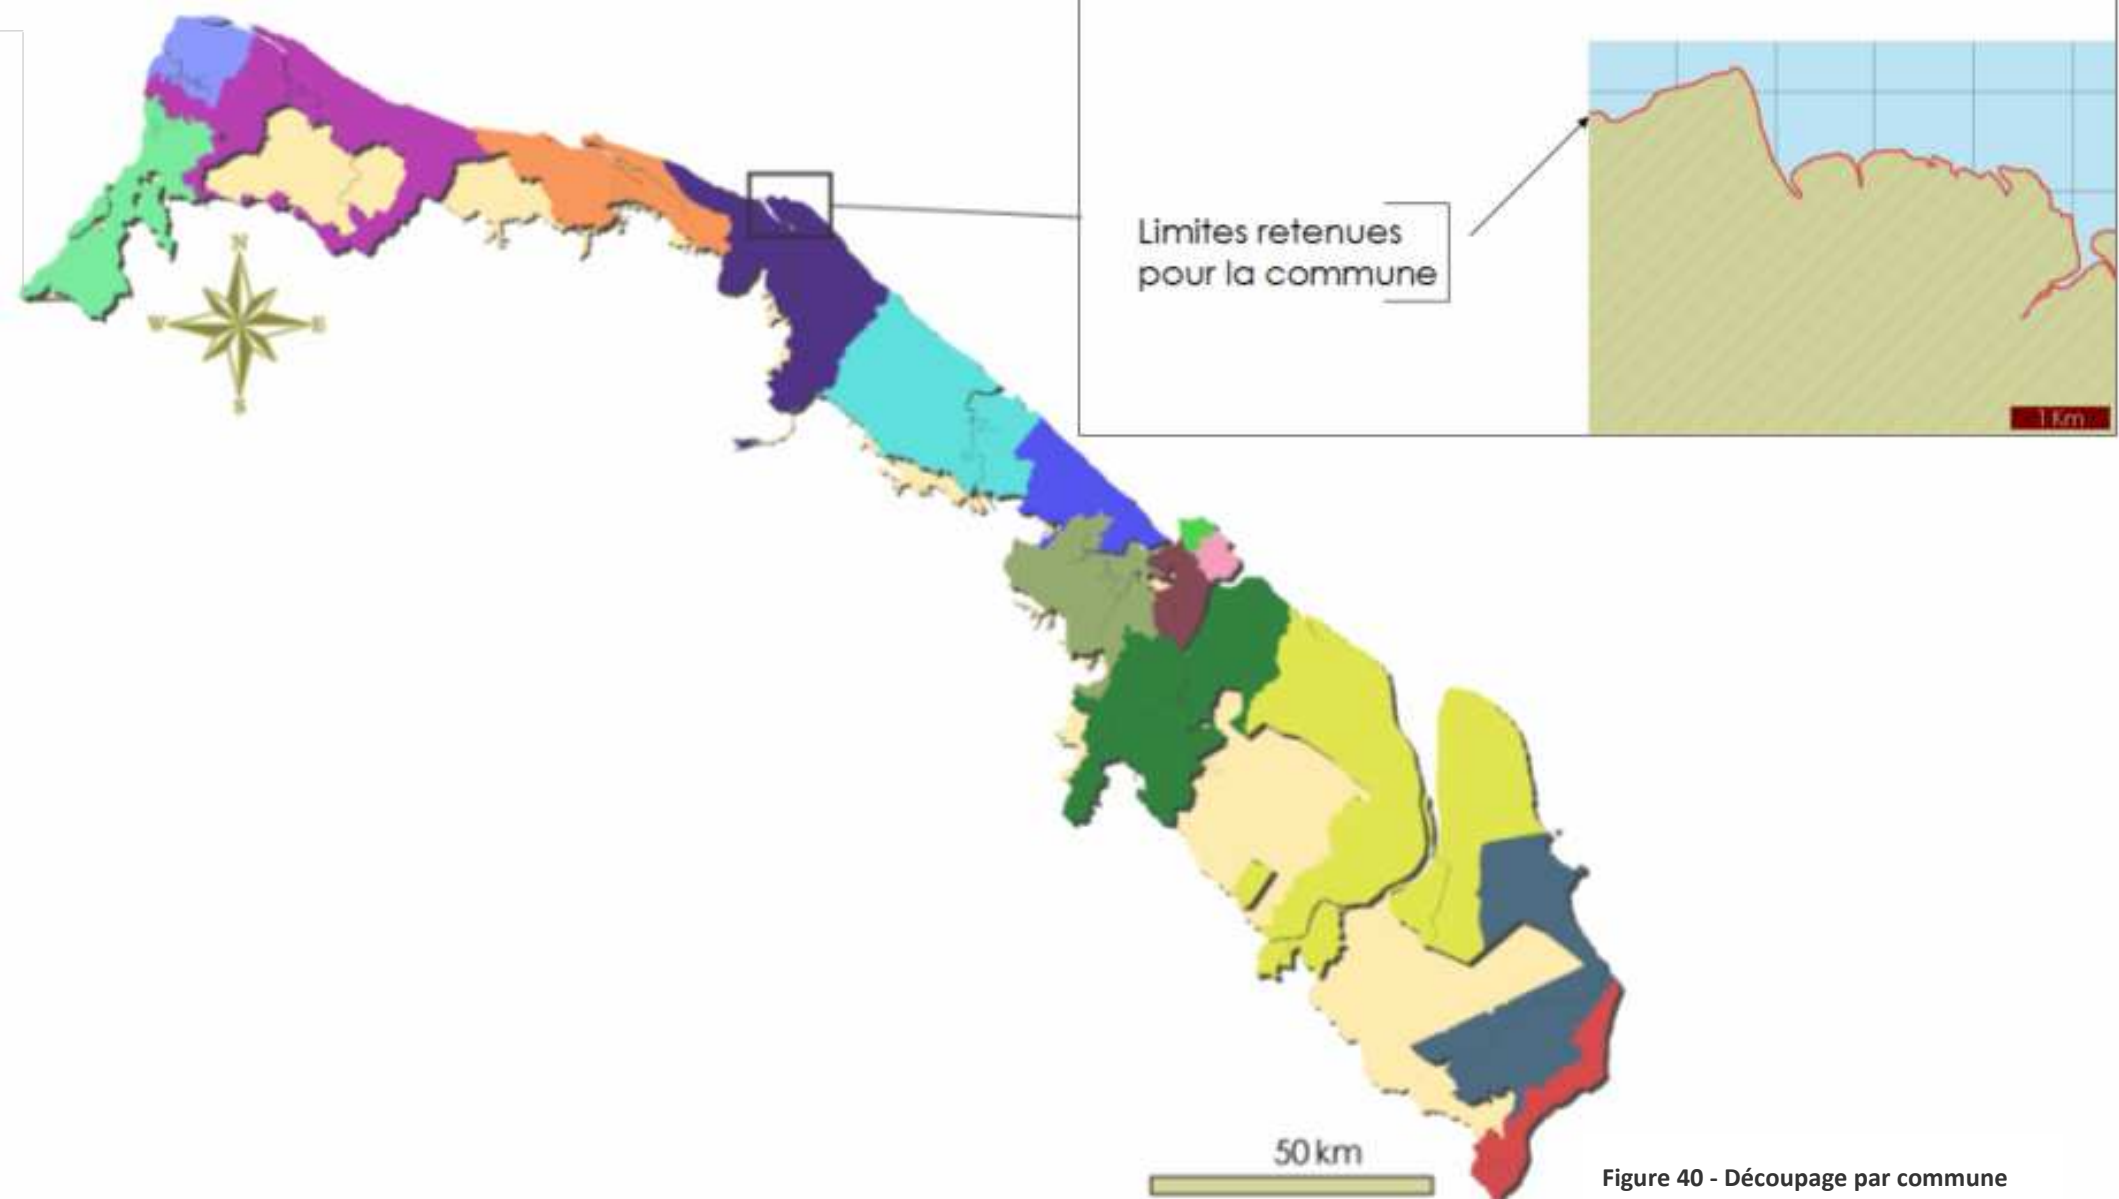 N
W
E
S
Limites retenues
pour la commune
1 Km
50 km
Figure 40 - Découpage par commune